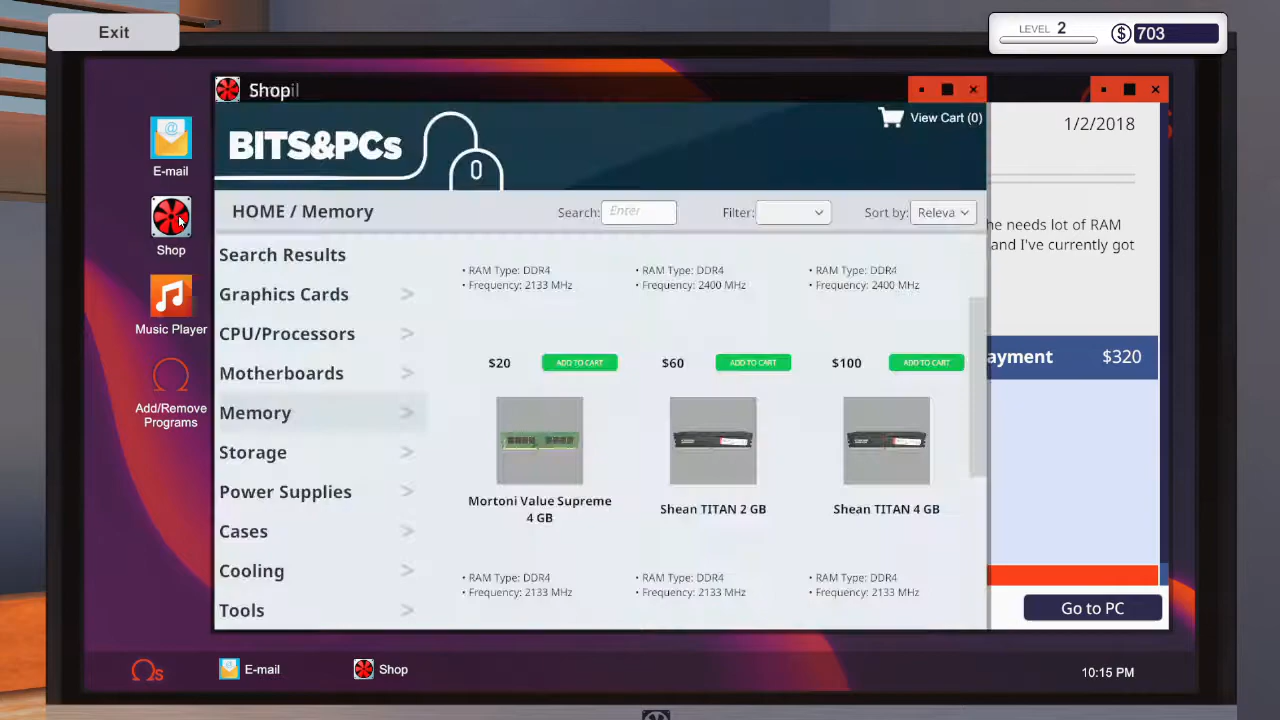 Exit
LEVEL 2
$ 703
Shop
1/2/2018
BITS&PCs
View Cart (0)
HOME / Memory
Search: Enter
Filter:
Sort by: Releva
E-mail
Shop
Music Player
Add/Remove
Programs
Search Results
Graphics Cards >
CPU/Processors >
Motherboards >
Memory >
Storage >
Power Supplies >
Cases >
Cooling >
Tools >
• RAM Type: DDR4
• Frequency: 2133 MHz
$20 ADD TO CART
• RAM Type: DDR4
• Frequency: 2400 MHz
$60 ADD TO CART
• RAM Type: DDR4
• Frequency: 2400 MHz
$100 ADD TO CART
Mortoni Value Supreme
4 GB
• RAM Type: DDR4
• Frequency: 2133 MHz
Shean TITAN 2 GB
• RAM Type: DDR4
• Frequency: 2133 MHz
Shean TITAN 4 GB
• RAM Type: DDR4
• Frequency: 2133 MHz
he needs lot of RAM
and I've currently got
ayment $320
Go to PC
Ωs
E-mail
Shop
10:15 PM